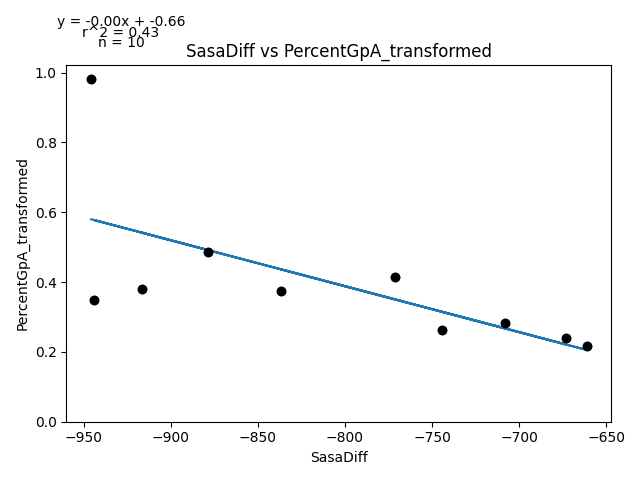 y = -0.00x + -0.66
r^2 = 0.43
n = 10
SasaDiff vs PercentGpA_transformed
1.0
0.8
0.6
0.4
0.2
0.0
PercentGpA_transformed
−950
−900
−850
−800
−750
−700
−650
SasaDiff